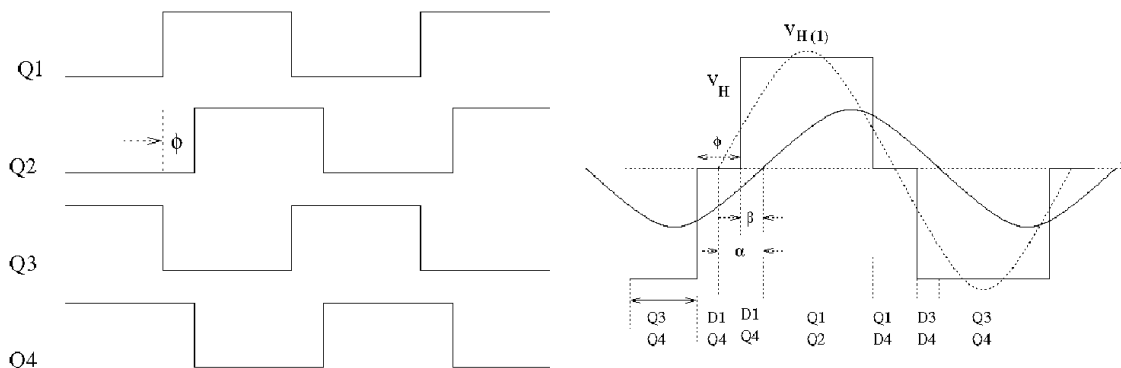 Q1
ϕ
Q2
Q3
Q4
V H (1)
V H
ϕ
β
α
Q3 D1 D1 Q1 Q1 D3 Q3
Q4 Q4 Q4 Q2 D4 D4 Q4